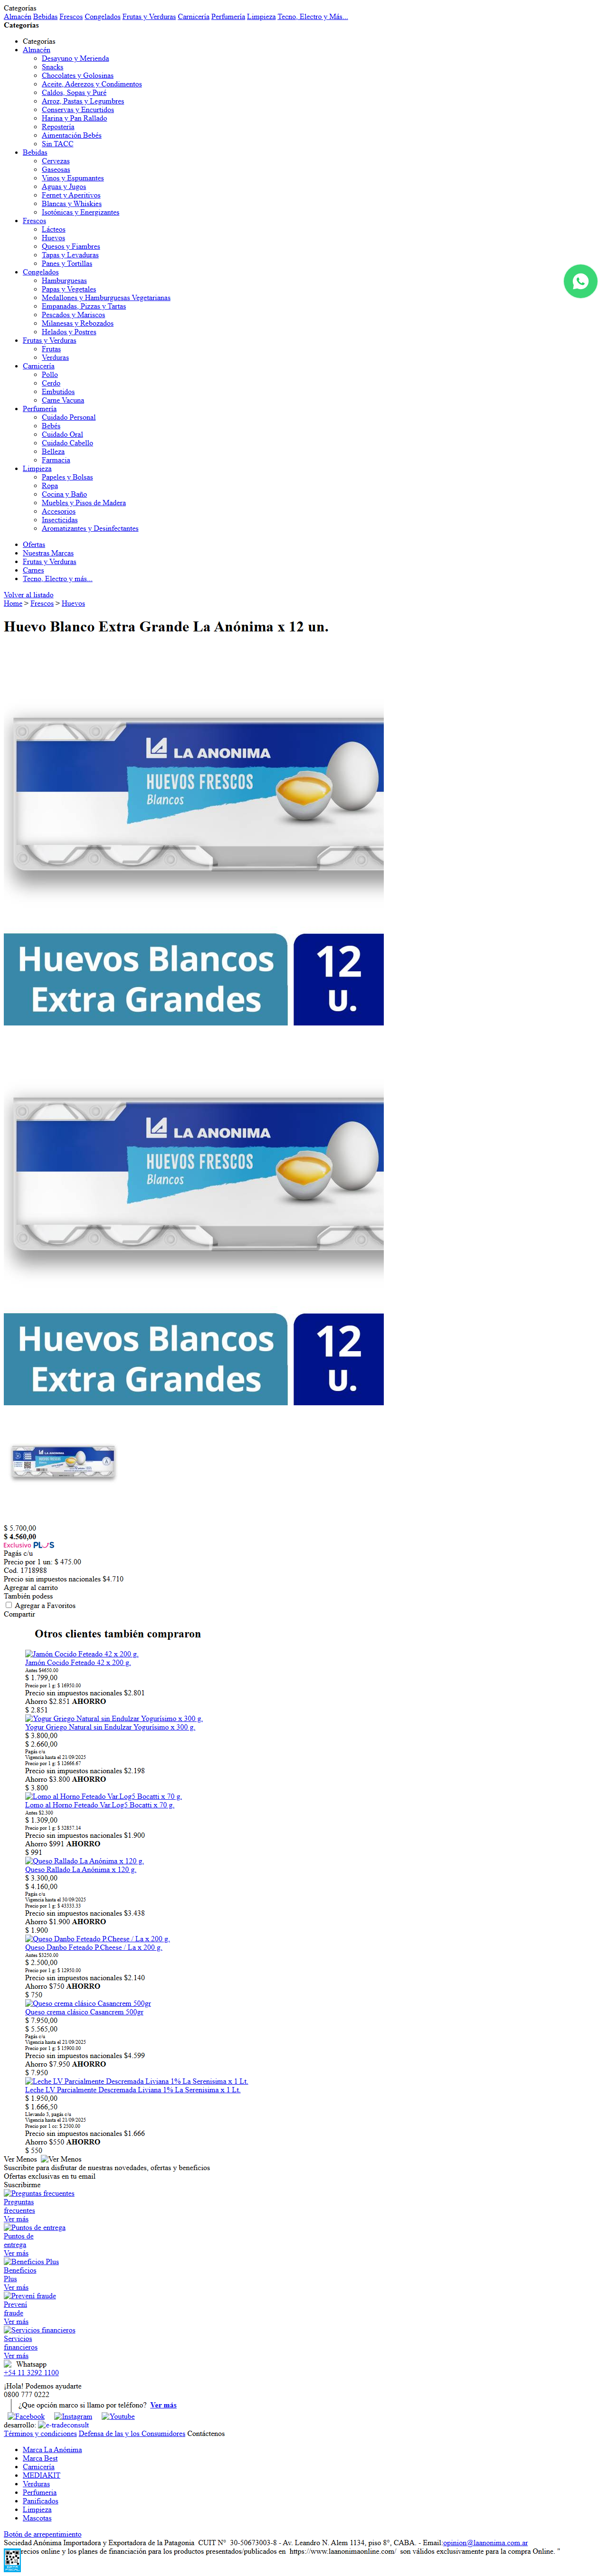 Categorías
Almacén Bebidas Frescos Congelados Frutas y Verduras Carnicería Perfumería Limpieza Tecno, Electro y Más...
Categorías
Categorías
Almacén
Desayuno y Merienda
Snacks
Chocolates y Golosinas
Aceite, Aderezos y Condimentos
Caldos, Sopas y Puré
Arroz, Pastas y Legumbres
Conservas y Encurtidos
Harina y Pan Rallado
Repostería
Alimentación Bebés
Sin TACC
Bebidas
Cervezas
Gaseosas
Vinos y Espumantes
Aguas y Jugos
Fernet y Aperitivos
Blancas y Whiskies
Isotónicas y Energizantes
Frescos
Lácteos
Huevos
Quesos y Fiambres
Tapas y Levaduras
Panes y Tortillas
Congelados
Hamburguesas
Papas y Vegetales
Medallones y Hamburguesas Vegetarianas
Empanadas, Pizzas y Tartas
Pescados y Mariscos
Milanesas y Rebozados
Helados y Postres
Frutas y Verduras
Frutas
Verduras
Carnicería
Pollo
Cerdo
Embutidos
Carne Vacuna
Perfumería
Cuidado Personal
Bebés
Cuidado Oral
Cuidado Cabello
Belleza
Farmacia
Limpieza
Papeles y Bolsas
Ropa
Cocina y Baño
Muebles y Pisos de Madera
Accesorios
Insecticidas
Aromatizantes y Desinfectantes
Ofertas
Nuestras Marcas
Frutas y Verduras
Carnes
Tecno, Electro y más...
Volver al listado
Home > Frescos > Huevos
Huevo Blanco Extra Grande La Anónima x 12 un.
LA ANONIMA
HUEVOS FRESCOS
Blancos
Huevos Blancos
Extra Grandes
12
U.
LA ANONIMA
HUEVOS FRESCOS
Blancos
Huevos Blancos
Extra Grandes
12
U.
$ 5.700,00
$ 4.560,00
Exclusivo PLUS
Pagás c/u
Precio por 1 un: $ 475.00
Cod. 1718988
Precio sin impuestos nacionales $4.710
Agregar al carrito
También podess
Agregar a Favoritos
Compartir
Otros clientes también compraron
Jamón Cocido Feteado 42 x 200 g.
Jamón Cocido Feteado 42 x 200 g.
Antes $4650.00
$ 1.799,00
Precio por 1 g: $ 16950.00
Precio sin impuestos nacionales $2.801
Ahorro $2.851 AHORRO
$ 2.851
Yogur Griego Natural sin Endulzar Yogurísimo x 300 g.
Yogur Griego Natural sin Endulzar Yogurísimo x 300 g.
$ 3.800,00
$ 2.660,00
Pagás c/u
Vigencia hasta el 21/09/2025
Precio por 1 g: $ 12666.67
Precio sin impuestos nacionales $2.198
Ahorro $3.800 AHORRO
$ 3.800
Lomo al Horno Feteado Var.Log5 Bocatti x 70 g.
Lomo al Horno Feteado Var.Log5 Bocatti x 70 g.
Antes $2.300
$ 1.309,00
Precio por 1 g: $ 32857.14
Precio sin impuestos nacionales $1.900
Ahorro $991 AHORRO
$ 991
Queso Rallado La Anónima x 120 g.
Queso Rallado La Anónima x 120 g.
$ 3.300,00
$ 4.160,00
Pagás c/u
Vigencia hasta el 30/09/2025
Precio por 1 g: $ 43333.33
Precio sin impuestos nacionales $3.438
Ahorro $1.900 AHORRO
$ 1.900
Queso Danbo Feteado P.Cheese / La x 200 g.
Queso Danbo Feteado P.Cheese / La x 200 g.
Antes $3250.00
$ 2.500,00
Precio por 1 g: $ 12950.00
Precio sin impuestos nacionales $2.140
Ahorro $750 AHORRO
$ 750
Queso crema clásico Casancrem 500gr
Queso crema clásico Casancrem 500gr
$ 7.950,00
$ 5.565,00
Pagás c/u
Vigencia hasta el 21/09/2025
Precio por 1 g: $ 15900.00
Precio sin impuestos nacionales $4.599
Ahorro $7.950 AHORRO
$ 7.950
Leche LV Parcialmente Descremada Liviana 1% La Serenisima x 1 Lt.
Leche LV Parcialmente Descremada Liviana 1% La Serenisima x 1 Lt.
$ 1.950,00
$ 1.666,50
Llevando 3, pagás c/u
Vigencia hasta el 21/09/2025
Precio por 1 cc: $ 2500.00
Precio sin impuestos nacionales $1.666
Ahorro $550 AHORRO
$ 550
Ver Menos Ver Menos
Suscribite para disfrutar de nuestras novedades, ofertas y beneficios
Ofertas exclusivas en tu email
Suscribirme
Preguntas frecuentes
Preguntas
frecuentes
Ver más
Puntos de entrega
Puntos de
entrega
Ver más
Beneficios Plus
Beneficios
Plus
Ver más
Prevení fraude
Prevení
fraude
Ver más
Servicios financieros
Servicios
financieros
Ver más
Whatsapp
+54 11 3292 1100
¡Hola! Podemos ayudarte
0800 777 0222
¿Que opción marco si llamo por teléfono? Ver más
Facebook Instagram Youtube
desarrollo: e-tradeconsult
Términos y condiciones Defensa de las y los Consumidores Contáctenos
Marca La Anónima
Marca Best
Carnicería
MEDIAKIT
Verduras
Perfumeria
Panificados
Limpieza
Mascotas
Botón de arrepentimiento
Sociedad Anónima Importadora y Exportadora de la Patagonia CUIT N° 30-50673003-8 - Av. Leandro N. Alem 1134, piso 8°, CABA. - Email:opinion@laanonima.com.ar
recios online y los planes de financiación para los productos presentados/publicados en https://www.laanonimaonline.com/ son válidos exclusivamente para la compra Online. "